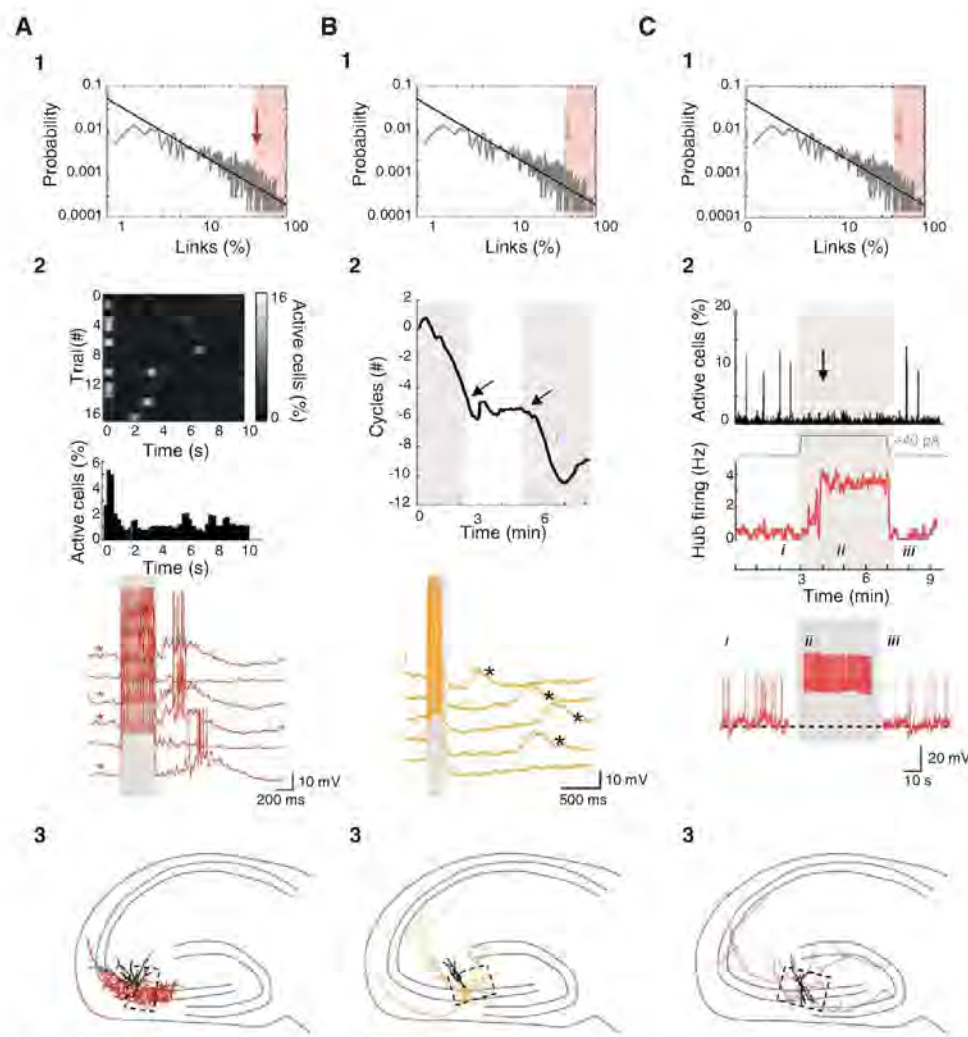 A
B
C
1
1
1
0.1
0.01
0.001
0.0001
Probability
1
10
100
Links (%)
0.1
0.01
0.001
0.0001
Probability
1
10
100
Links (%)
0.1
0.01
0.001
0.0001
Probability
0
10
100
Links (%)
2
0
4
8
12
16
Trial (#)
0
2
4
6
8
10
Time (s)
16
0
Active cells (%)
6
4
2
0
Active cells (%)
0
2
4
6
8
10
Time (s)
10 mV
200 ms
2
2
0
-2
-4
-6
-8
-10
-12
Cycles (#)
0
3
6
Time (min)
*
*
*
*
10 mV
500 ms
2
20
10
0
Active cells (%)
+40 pA
4
2
0
Hub firing (Hz)
i
ii
iii
3
6
9
Time (min)
i
ii
iii
20 mV
10 s
3
3
3